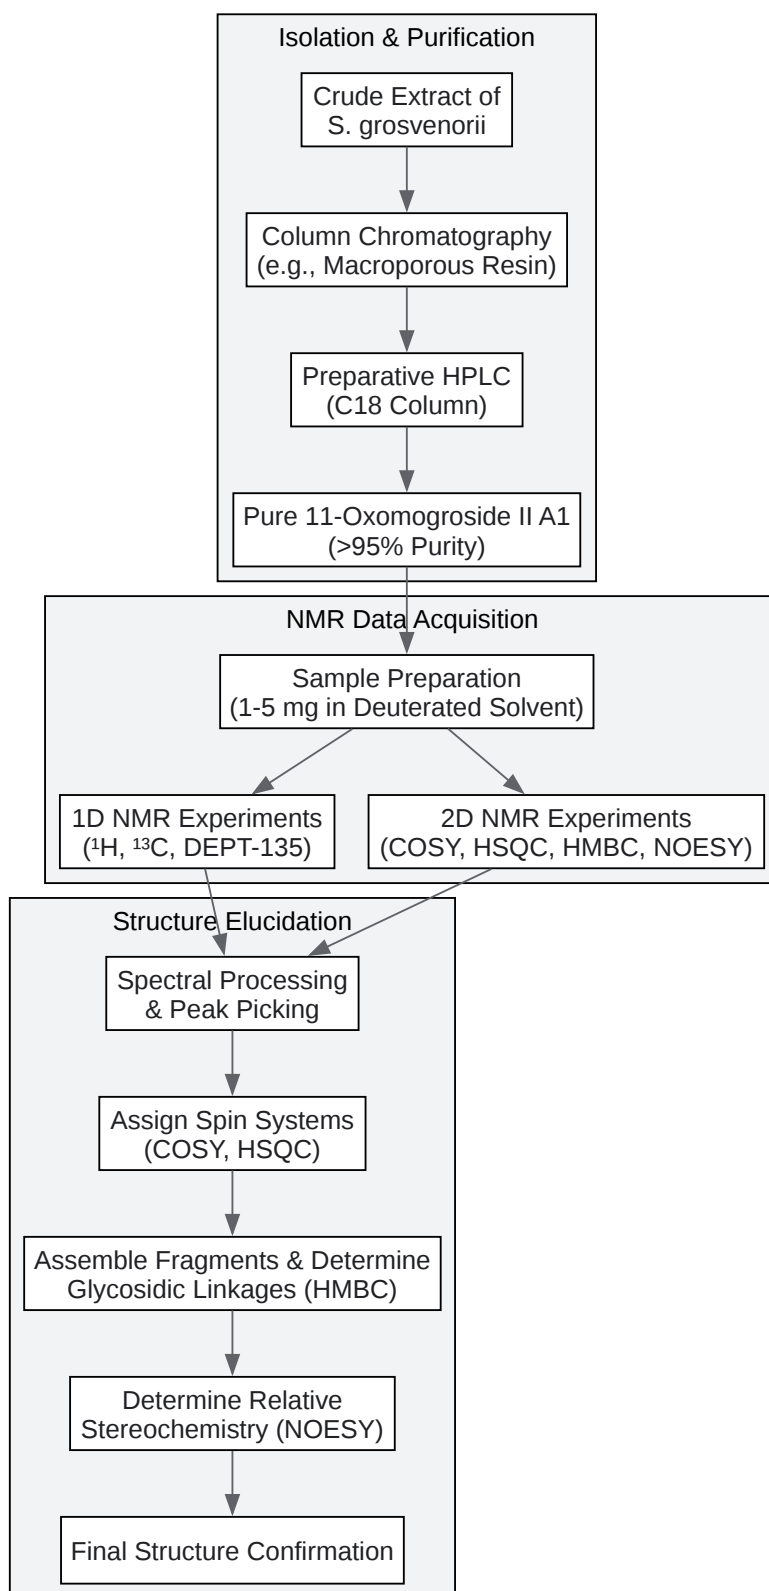 Isolation & Purification
Crude Extract of
S. grosvenorii
Column Chromatography
(e.g., Macroporous Resin)
Preparative HPLC
(C18 Column)
Pure 11-Oxomogroside II A1
(>95% Purity)
NMR Data Acquisition
Sample Preparation
(1-5 mg in Deuterated Solvent)
1D NMR Experiments
(¹H, ¹³C, DEPT-135)
2D NMR Experiments
(COSY, HSQC, HMBC, NOESY)
Structure Elucidation
Spectral Processing
& Peak Picking
Assign Spin Systems
(COSY, HSQC)
Assemble Fragments & Determine
Glycosidic Linkages (HMBC)
Determine Relative
Stereochemistry (NOESY)
Final Structure Confirmation